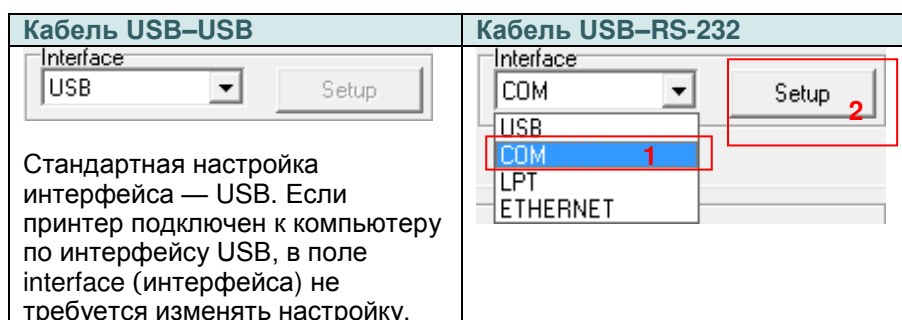 Кабель USB–USB
Interface
USB
Setup
Стандартная настройка
интерфейса — USB. Если
принтер подключен к компьютеру
по интерфейсу USB, в поле
interface (интерфейса) не
требуется изменять настройку.
Кабель USB–RS-232
Interface
COM
Setup
2
USB
COM
1
LPT
ETHERNET